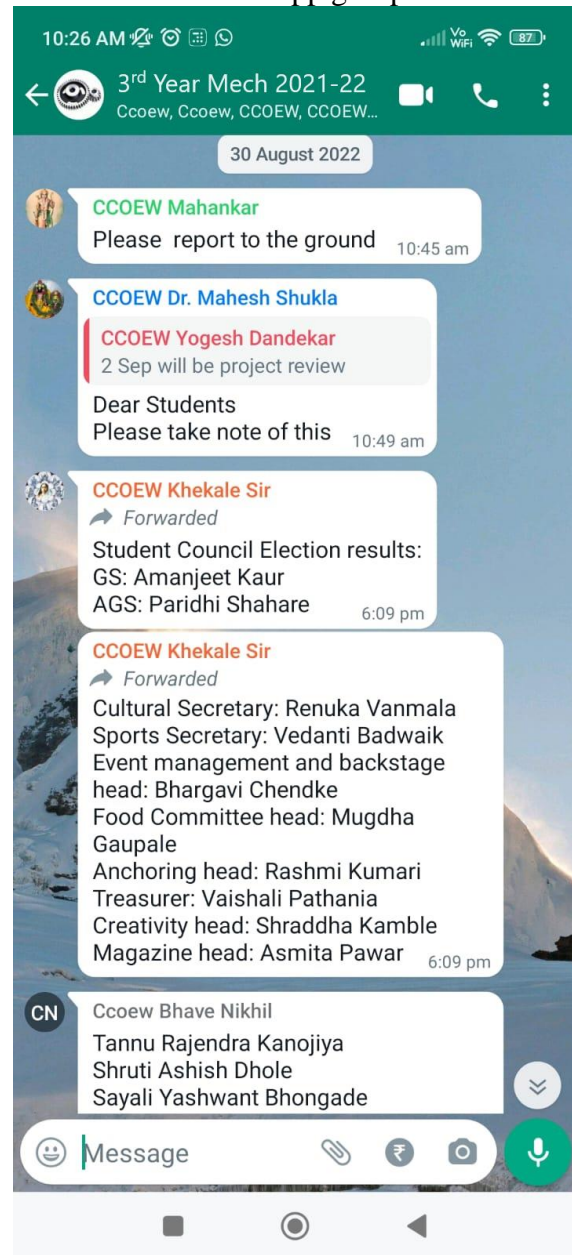 10:26 AM
Vo
WiFi
87
3rd Year Mech 2021-22
Ccoew, Ccoew, CCOEW, CCOEW...
30 August 2022
CCOEW Mahankar
Please report to the ground 10:45 am
CCOEW Dr. Mahesh Shukla
CCOEW Yogesh Dandekar
2 Sep will be project review
Dear Students
Please take note of this 10:49 am
CCOEW Khekale Sir
Forwarded
Student Council Election results:
GS: Amanjeet Kaur
AGS: Paridhi Shahare 6:09 pm
CCOEW Khekale Sir
Forwarded
Cultural Secretary: Renuka Vanmala
Sports Secretary: Vedanti Badwaik
Event management and backstage
head: Bhargavi Chendke
Food Committee head: Mugdha
Gaupale
Anchoring head: Rashmi Kumari
Treasurer: Vaishali Pathania
Creativity head: Shraddha Kamble
Magazine head: Asmita Pawar 6:09 pm
CN
Ccoew Bhave Nikhil
Tannu Rajendra Kanojiya
Shruti Ashish Dhole
Sayali Yashwant Bhongade
Message
₹